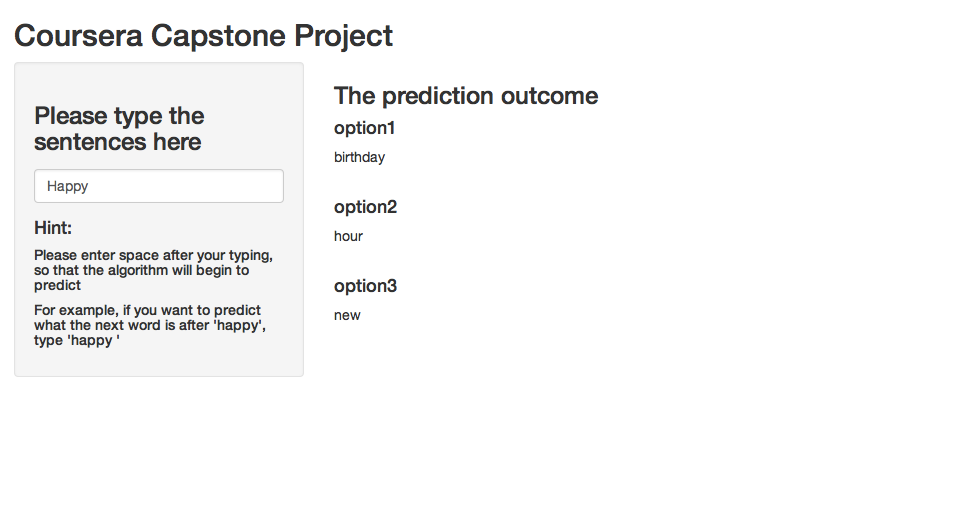 Coursera Capstone Project
Please type the
sentences here
Happy
Hint:
Please enter space after your typing,
so that the algorithm will begin to
predict
For example, if you want to predict
what the next word is after 'happy',
type 'happy '
The prediction outcome
option1
birthday
option2
hour
option3
new